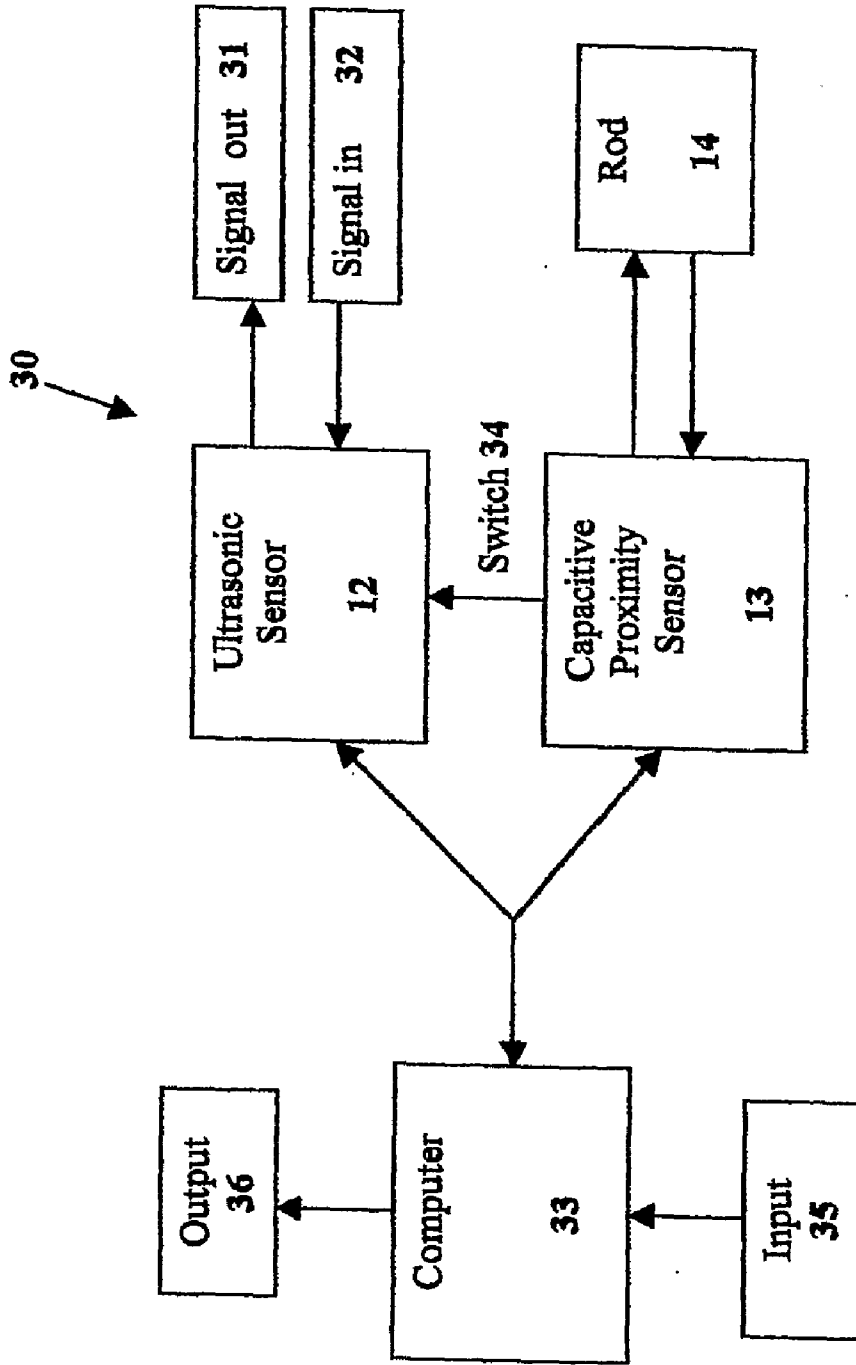 30
Signal out 31
Signal in 32
Ultrasonic
Sensor
12
Switch 34
Capacitive
Proximity
Sensor
13
Rod
14
Output
36
Computer
33
Input
35